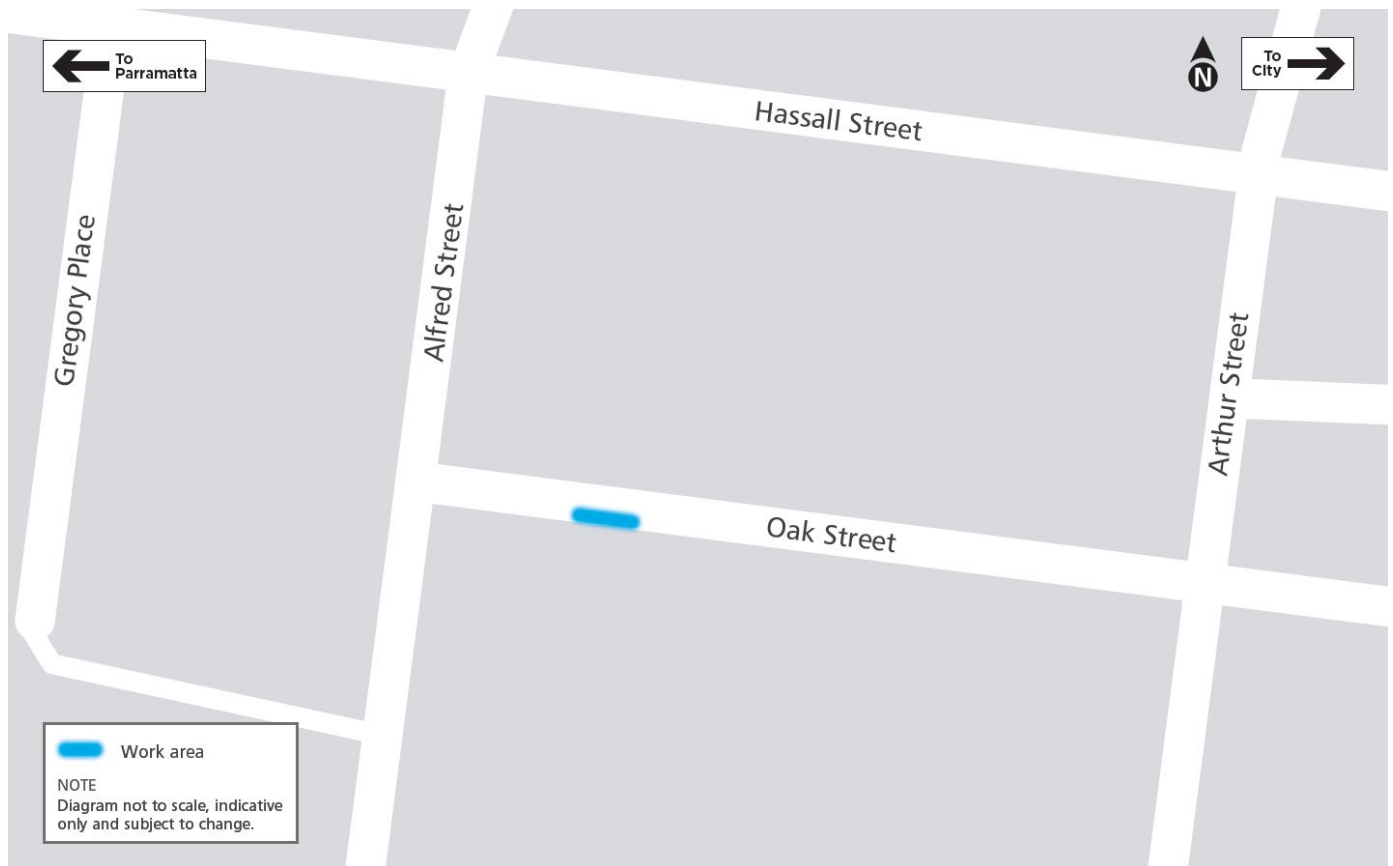 To
Parramatta
N
To
City
Hassall Street
Gregory Place
Alfred Street
Arthur Street
Oak Street
Work area
NOTE
Diagram not to scale, indicative
only and subject to change.